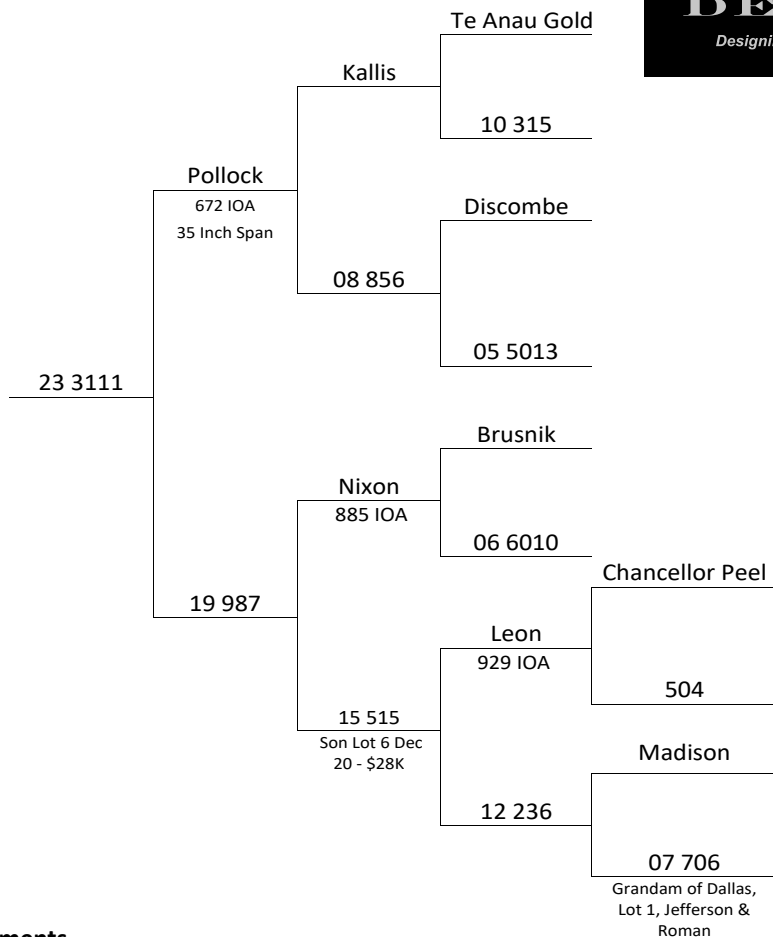 Te Anau Gold
Designi
Kallis
10 315
Pollock
672 IOA
35 Inch Span
Discombe
08 856
05 5013
23 3111
Brusnik
Nixon
885 IOA
06 6010
Chancellor Peel
19 987
Leon
929 IOA
504
15 515
Son Lot 6 Dec
20 - $28K
Madison
12 236
07 706
Grandam of Dallas,
Lot 1, Jefferson &
Roman